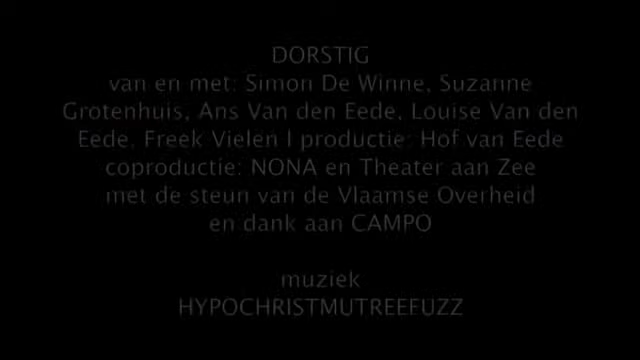 DORSTIG
van en met: Simon De Winne, Suzanne
Grotenhuis, Ans Van den Eede, Louise Van den
Eede, Freek Vielen | productie: Hof van Eede
coproductie: NONA en Theater aan Zee
met de steun van de Vlaamse Overheid
en dank aan CAMPO
muziek
HYPOCHRISTMUTREEFUZZ